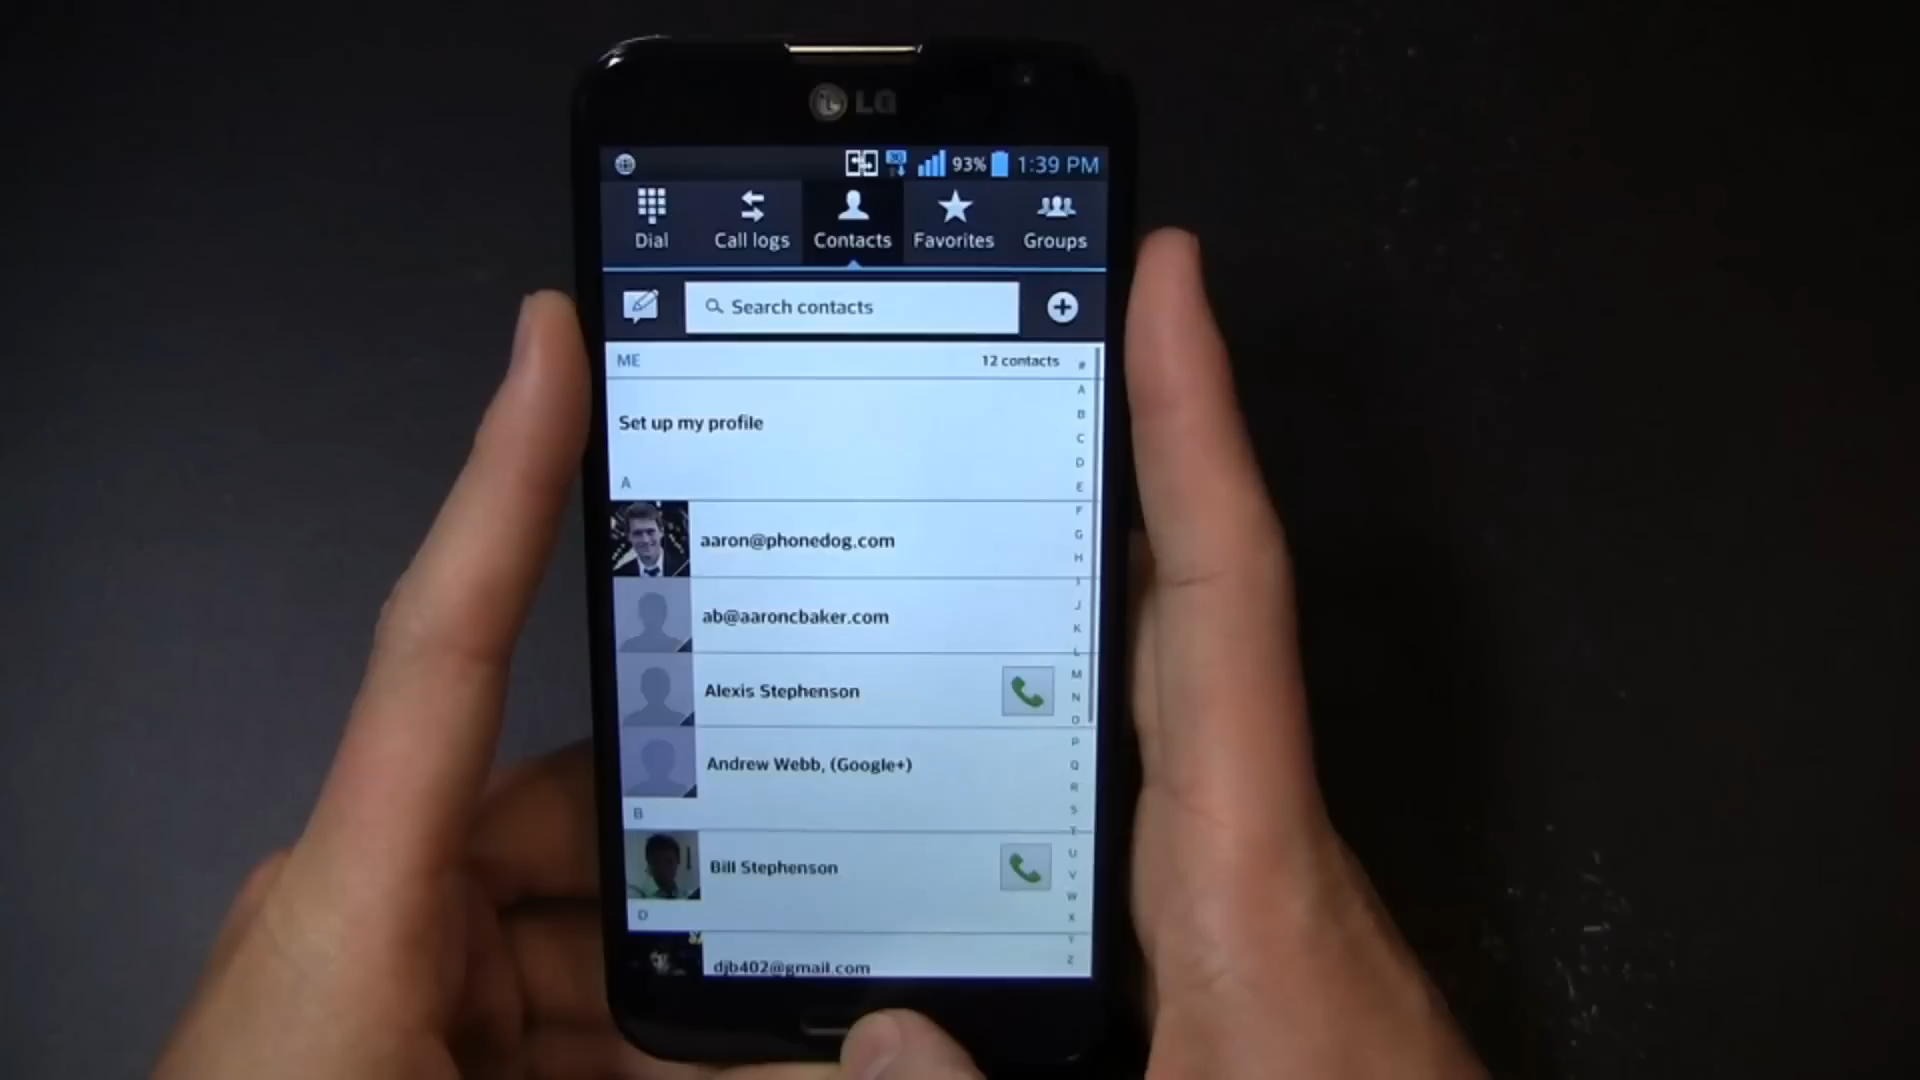 LG
93% 1:39 PM
Dial Call logs Contacts Favorites Groups
Search contacts
ME 12 contacts
#
A
B
C
D
E
F
G
H
I
J
K
L
M
N
O
P
Q
R
S
T
U
V
W
X
Y
Z
Set up my profile
A
aaron@phonedog.com
ab@aaroncbaker.com
Alexis Stephenson
Andrew Webb, (Google+)
B
Bill Stephenson
D
djb402@gmail.com